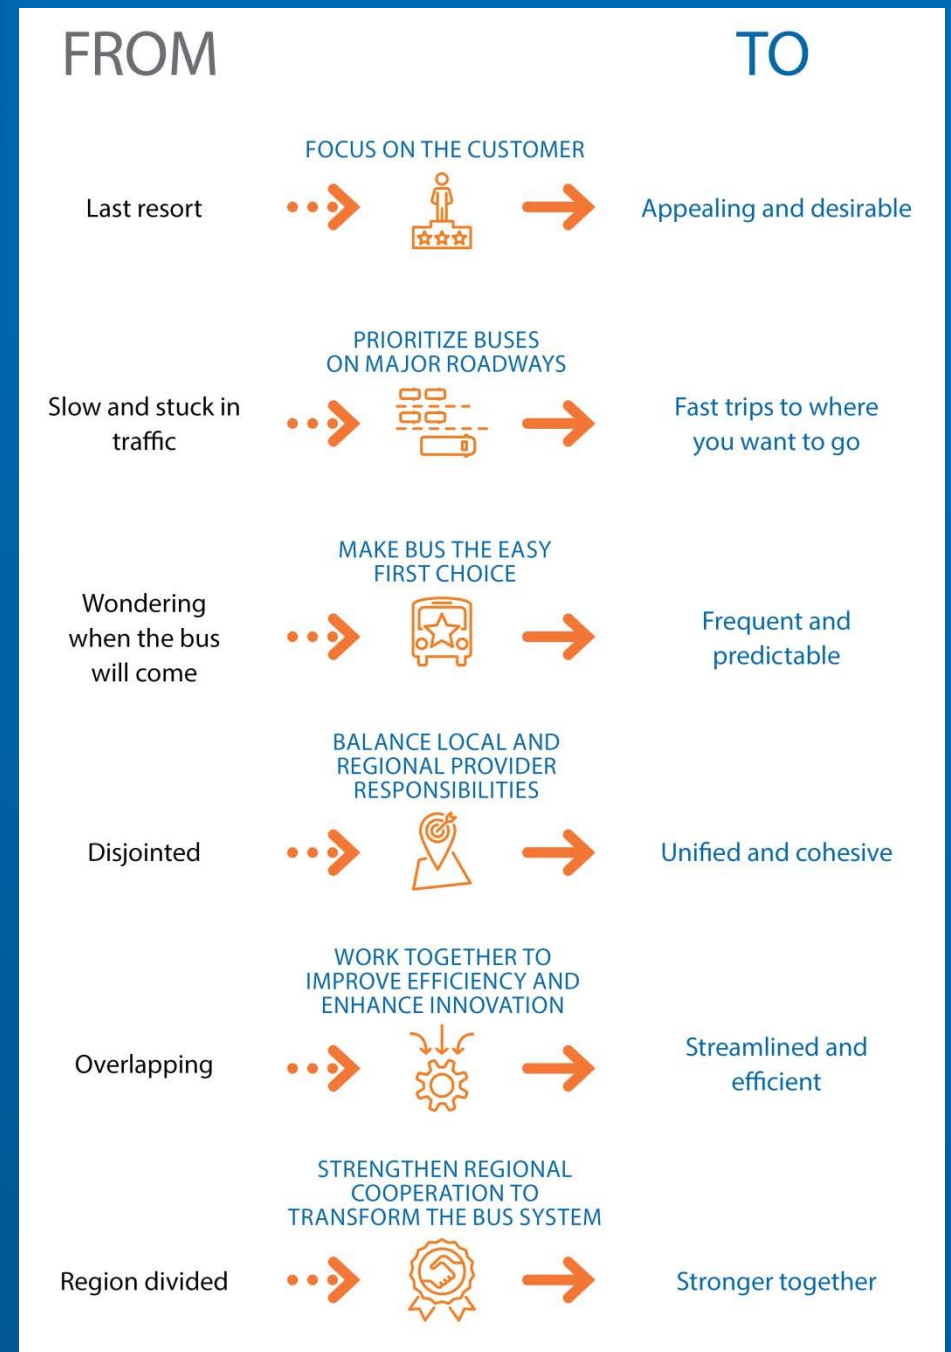 FROM
TO
FOCUS ON THE CUSTOMER
Last resort
Appealing and desirable
PRIORITIZE BUSES
ON MAJOR ROADWAYS
Slow and stuck in
traffic
Fast trips to where
you want to go
MAKE BUS THE EASY
FIRST CHOICE
Wondering
when the bus
will come
Frequent and
predictable
BALANCE LOCAL AND
REGIONAL PROVIDER
RESPONSIBILITIES
Disjointed
Unified and cohesive
WORK TOGETHER TO
IMPROVE EFFICIENCY AND
ENHANCE INNOVATION
Overlapping
Streamlined and
efficient
STRENGTHEN REGIONAL
COOPERATION TO
TRANSFORM THE BUS SYSTEM
Region divided
Stronger together